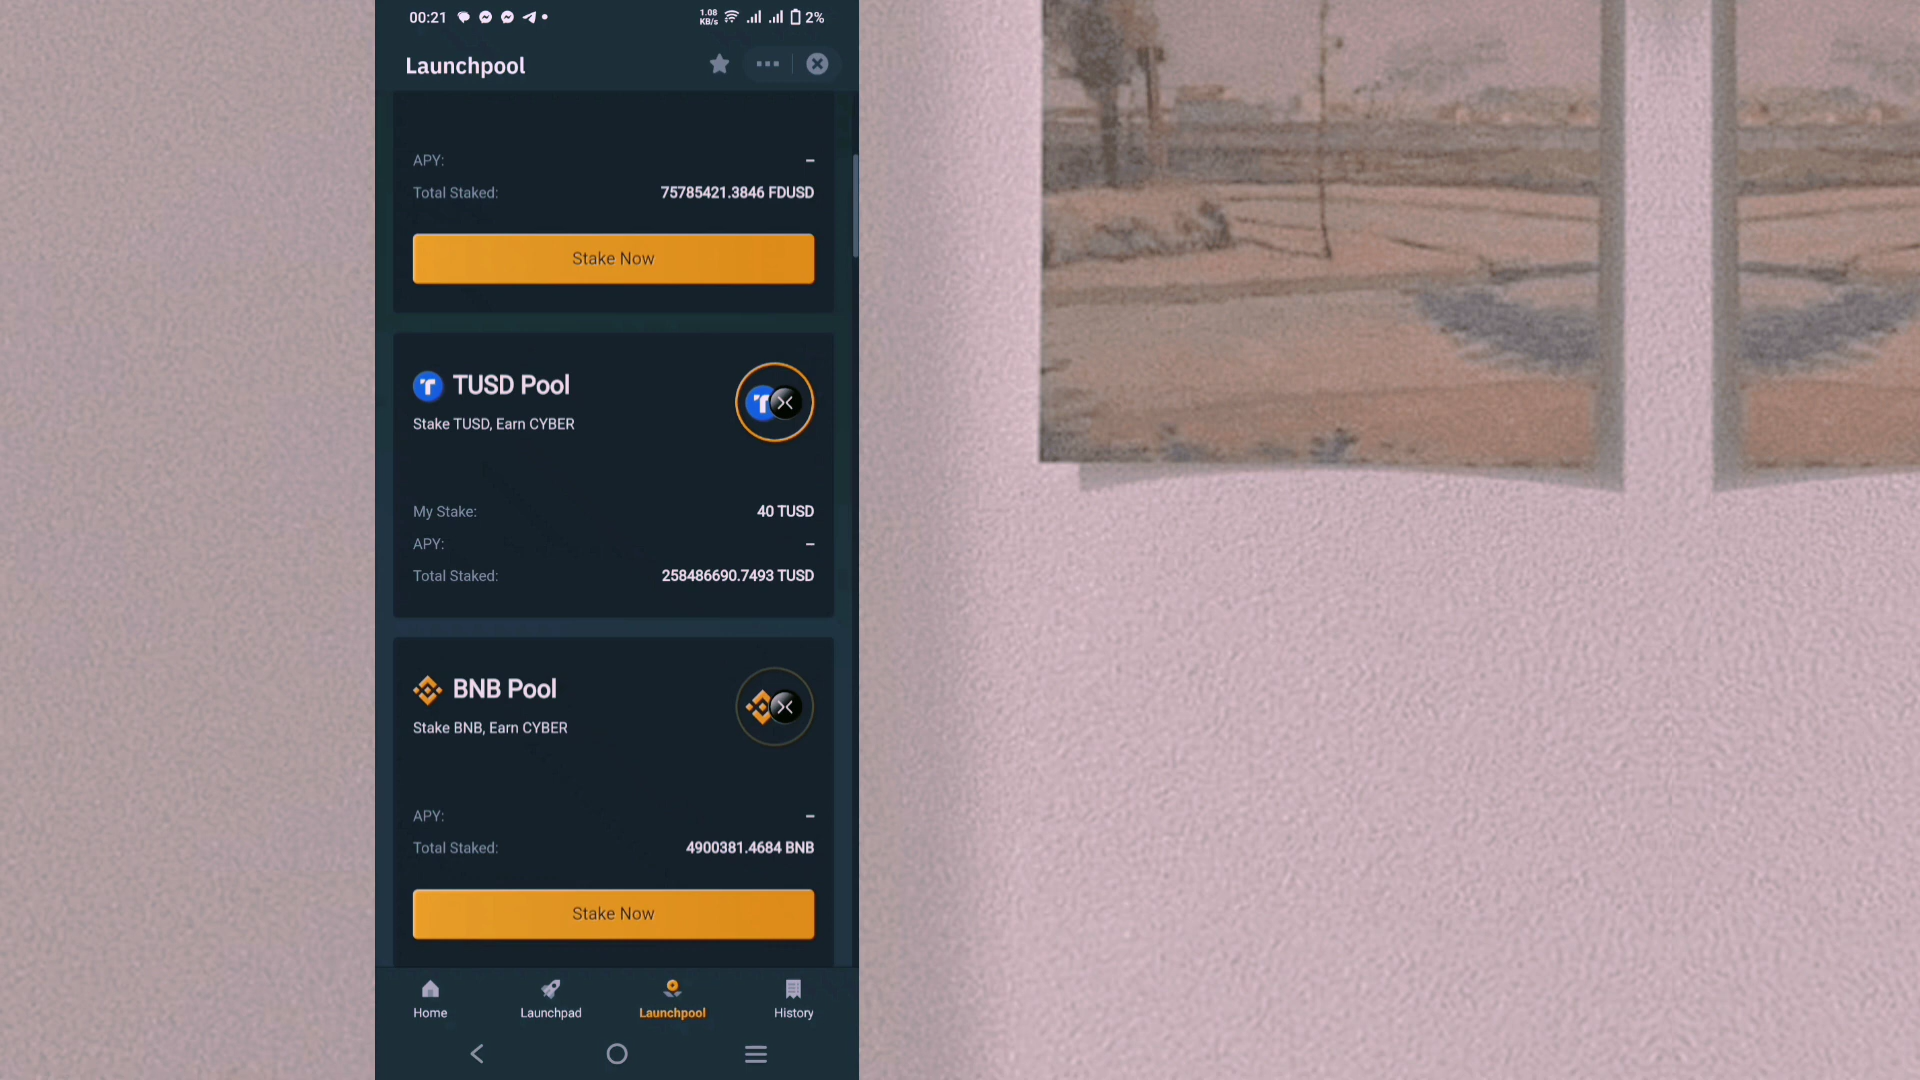 00:21 1.08 KB/s 2%
Launchpool
APY: –
Total Staked: 75785421.3846 FDUSD
Stake Now
TUSD Pool
Stake TUSD, Earn CYBER
My Stake: 40 TUSD
APY: –
Total Staked: 258486690.7493 TUSD
BNB Pool
Stake BNB, Earn CYBER
APY: –
Total Staked: 4900381.4684 BNB
Stake Now
Home Launchpad Launchpool History